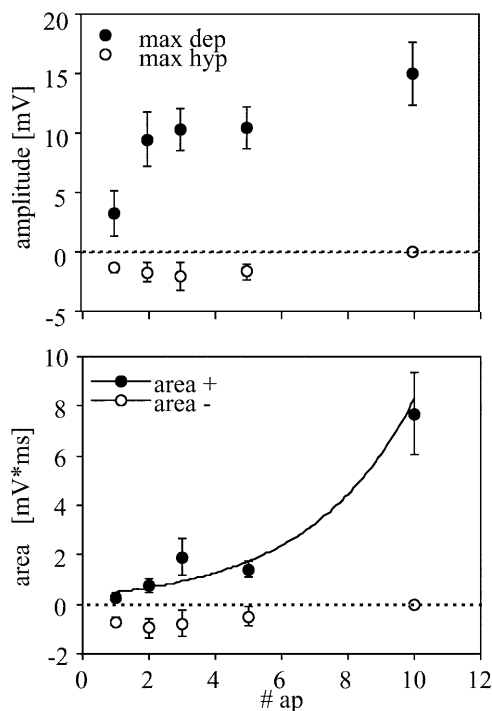 20
max dep
max hyp
15
10
5
0
-5
amplitude [mV]
10
area +
area -
8
6
4
2
0
-2
area [mV*ms]
0 2 4 6 8 10 12
# ap